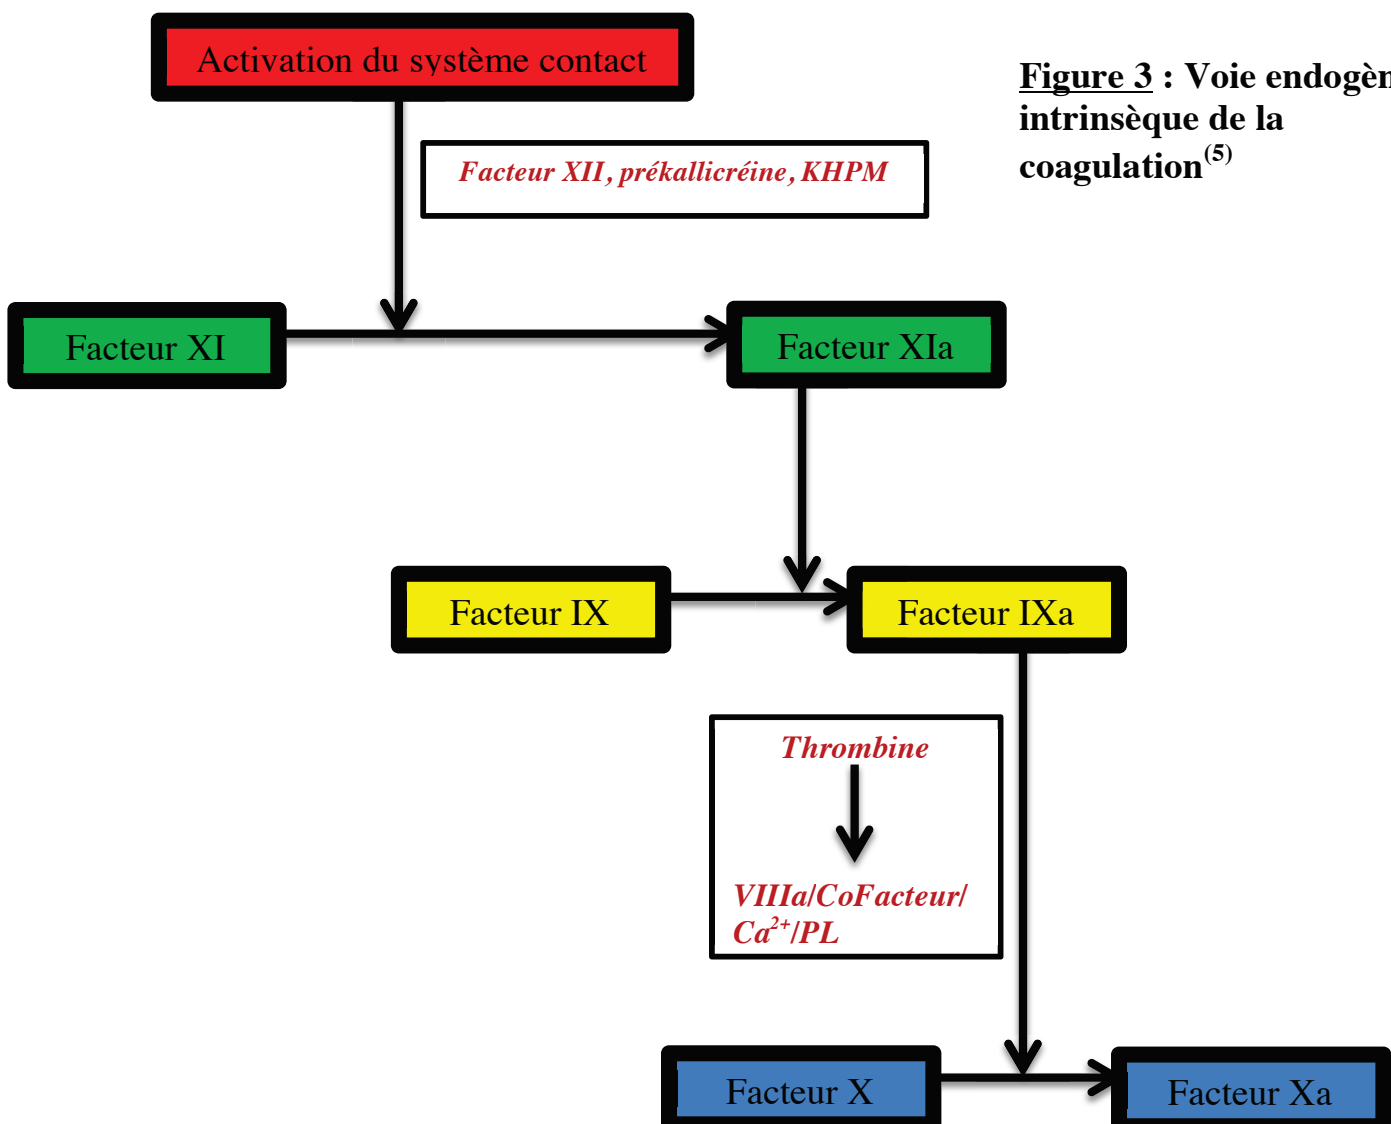 Activation du système contact
Figure 3 : Voie endogèn
intrinsèque de la
coagulation(5)
Facteur XII, prékallicréine, KHPM
Facteur XI
Facteur XIa
Facteur IX
Facteur IXa
Thrombine
VIIIa/CoFacteur/
Ca2+/PL
Facteur X
Facteur Xa